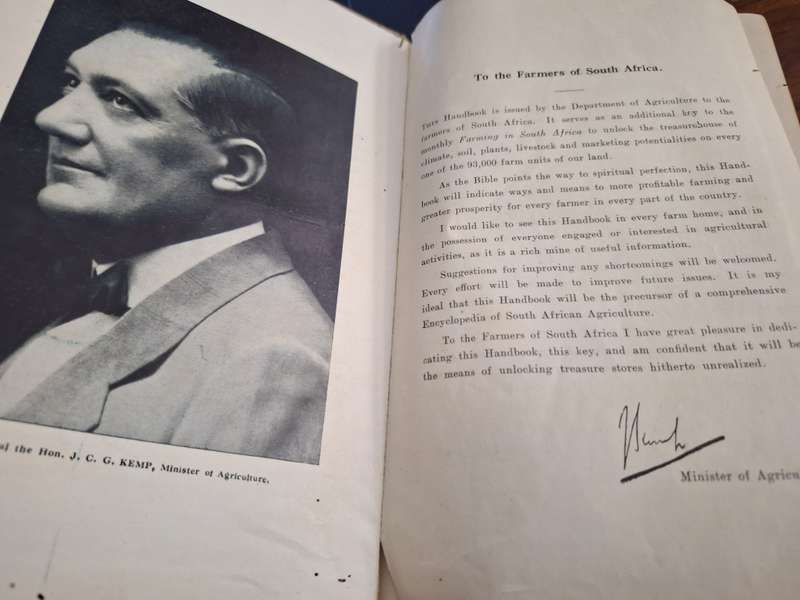 the Hon. J. C. G. KEMP, Minister of Agriculture.
To the Farmers of South Africa.
This Handbook is issued by the Department of Agriculture to the
farmers of South Africa. It serves as an additional key to the
monthly Farming in South Africa to unlock the treasurehouse of
climate, soil, plants, livestock and marketing potentialities on every
one of the 93,000 farm units of our land.
As the Bible points the way to spiritual perfection, this Hand-
book will indicate ways and means to more profitable farming and
greater prosperity for every farmer in every part of the country.
I would like to see this Handbook in every farm home, and in
the possession of everyone engaged or interested in agricultural
activities, as it is a rich mine of useful information.
Suggestions for improving any shortcomings will be welcomed.
Every effort will be made to improve future issues. It is my
ideal that this Handbook will be the precursor of a comprehensive
Encyclopedia of South African Agriculture.
To the Farmers of South Africa I have great pleasure in dedi-
cating this Handbook, this key, and am confident that it will be
the means of unlocking treasure stores hitherto unrealized.
Minister of Agricu